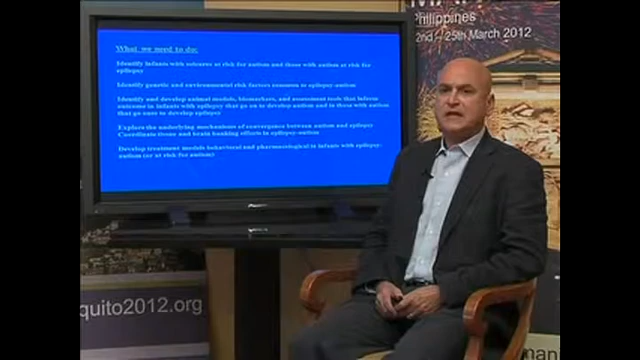 What we need to do:
Identify infants with seizures at risk for autism and those with autism at risk for
epilepsy
Identify genetic and environmental risk factors common to epilepsy-autism
Identify and develop animal models, biomarkers, and assessment tools that inform
outcome in infants with epilepsy that go on to develop autism and in those with autism
that go onto to develop epilepsy
Explore the underlying mechanisms of convergence between autism and epilepsy
Coordinate tissue and brain banking efforts in epilepsy-autism
Develop treatment models behavioral and pharmacological in infants with epilepsy-
autism (or at risk for autism)
Philippines
2nd – 25th March 2012
quito2012.org
man